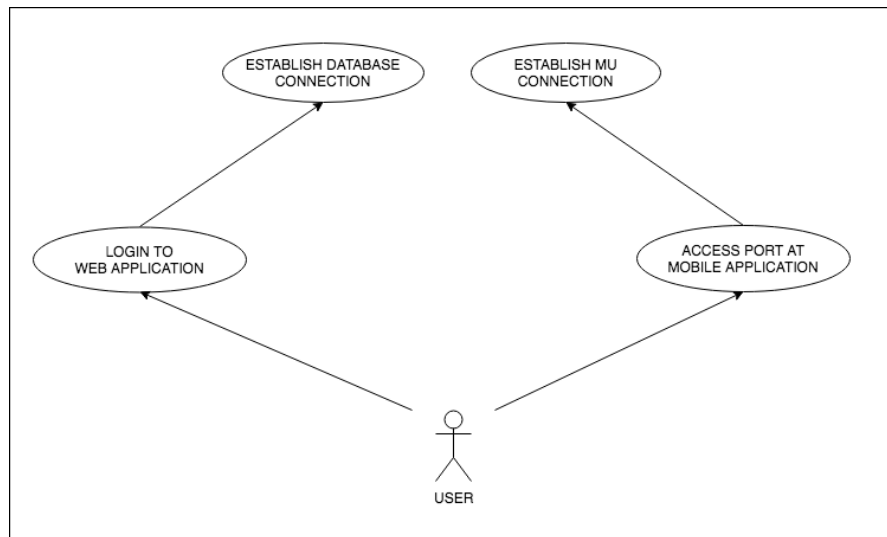 ESTABLISH DATABASE
CONNECTION
ESTABLISH MU
CONNECTION
LOGIN TO
WEB APPLICATION
ACCESS PORT AT
MOBILE APPLICATION
USER